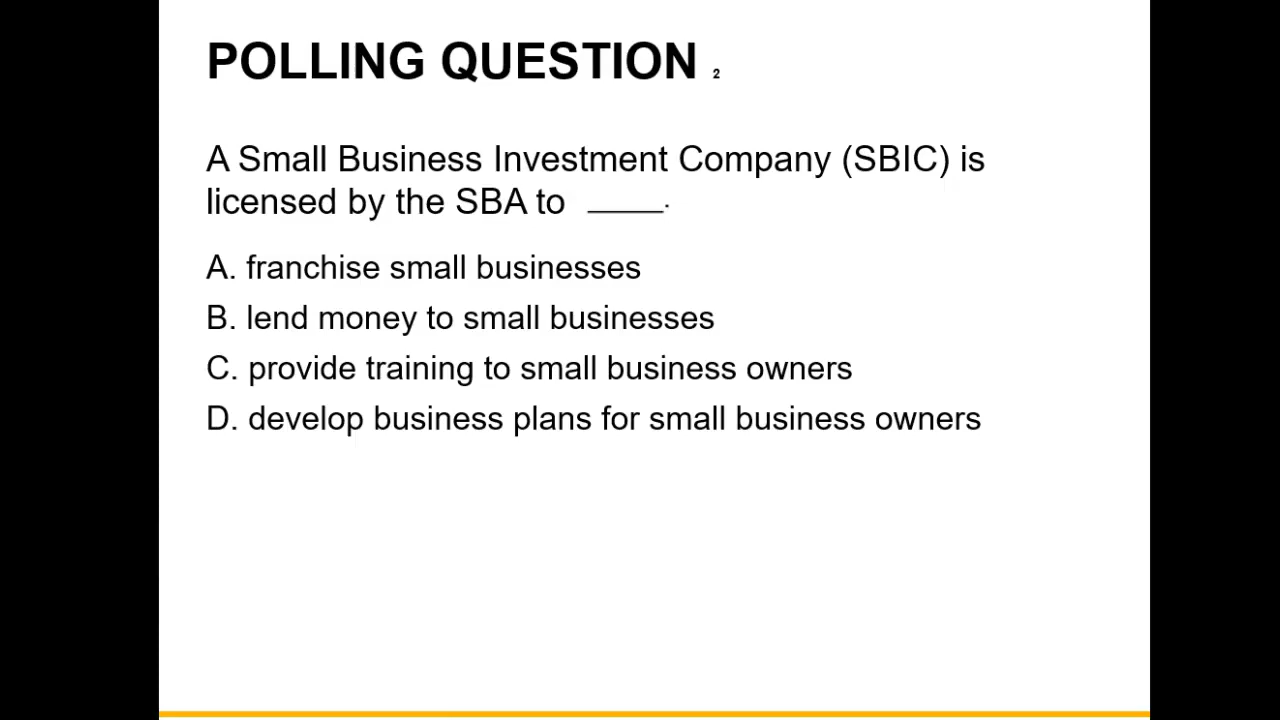 POLLING QUESTION 2
A Small Business Investment Company (SBIC) is
licensed by the SBA to _____.
A. franchise small businesses
B. lend money to small businesses
C. provide training to small business owners
D. develop business plans for small business owners